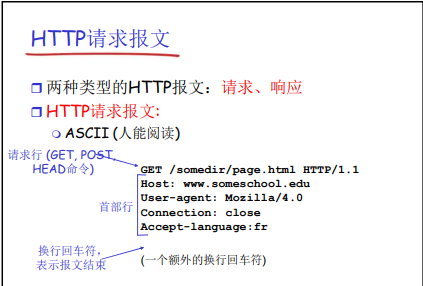 HTTP请求报文
两种类型的HTTP报文：请求、响应
HTTP请求报文:
ASCII (人能阅读)
请求行 (GET, POST,
HEAD命令)
GET /somedir/page.html HTTP/1.1
Host: www.someschool.edu
User-agent: Mozilla/4.0
首部行
Connection: close
Accept-language:fr
换行回车符，
表示报文结束
(一个额外的换行回车符)